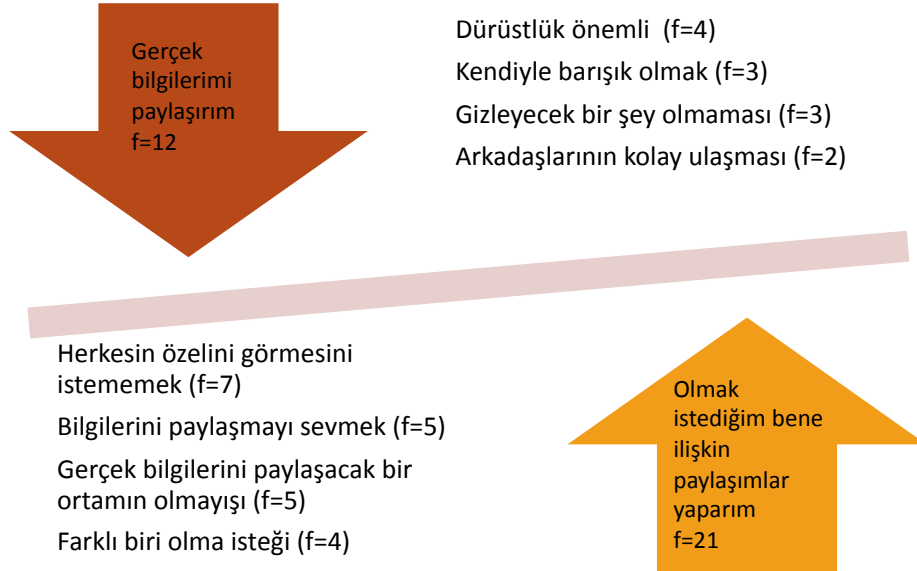 Gerçek
bilgilerimi
paylaşırım
f=12
Dürüstlük önemli  (f=4)
Kendiyle barışık olmak (f=3)
Gizleyecek bir şey olmaması (f=3)
Arkadaşlarının kolay ulaşması (f=2)
Herkesin özelini görmesini
istememek (f=7)
Bilgilerini paylaşmayı sevmek (f=5)
Gerçek bilgilerini paylaşacak bir
ortamın olmayışı (f=5)
Farklı biri olma isteği (f=4)
Olmak
istediğim bene
ilişkin
paylaşımlar
yaparım
f=21